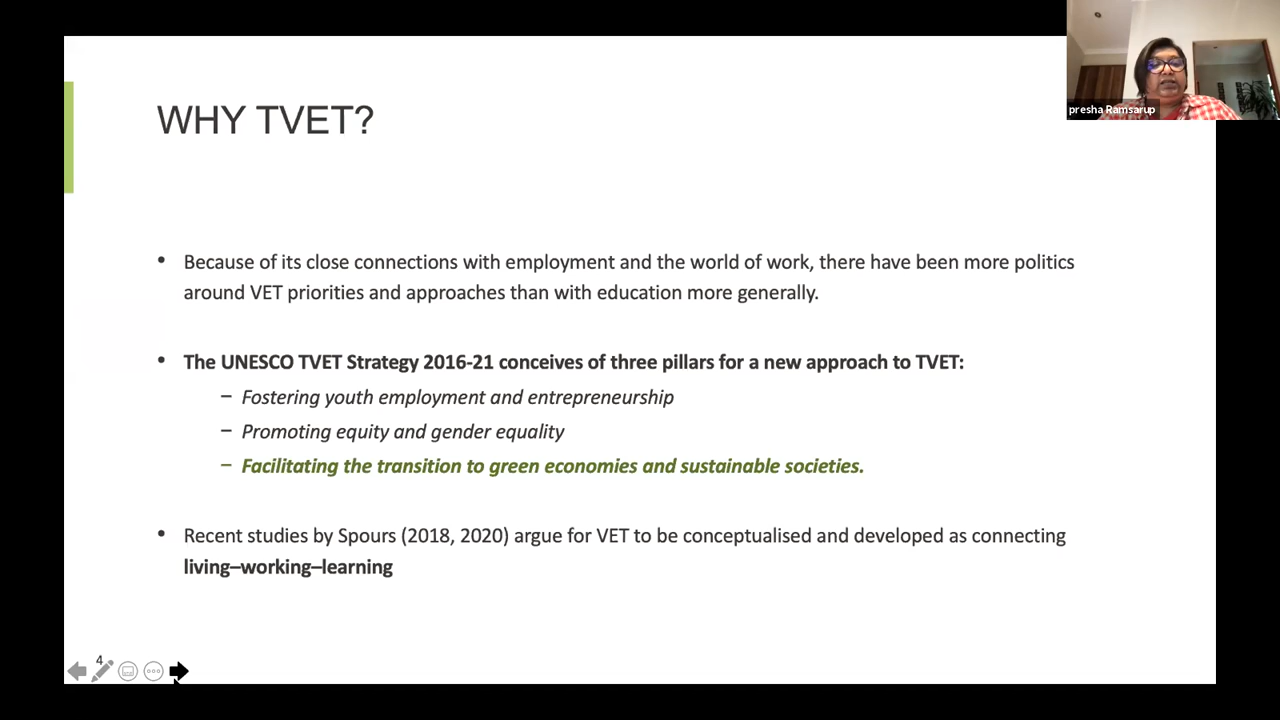 WHY TVET?
presha Ramsarup
• Because of its close connections with employment and the world of work, there have been more politics
around VET priorities and approaches than with education more generally.
• The UNESCO TVET Strategy 2016-21 conceives of three pillars for a new approach to TVET:
– Fostering youth employment and entrepreneurship
– Promoting equity and gender equality
– Facilitating the transition to green economies and sustainable societies.
• Recent studies by Spours (2018, 2020) argue for VET to be conceptualised and developed as connecting
living–working–learning
4